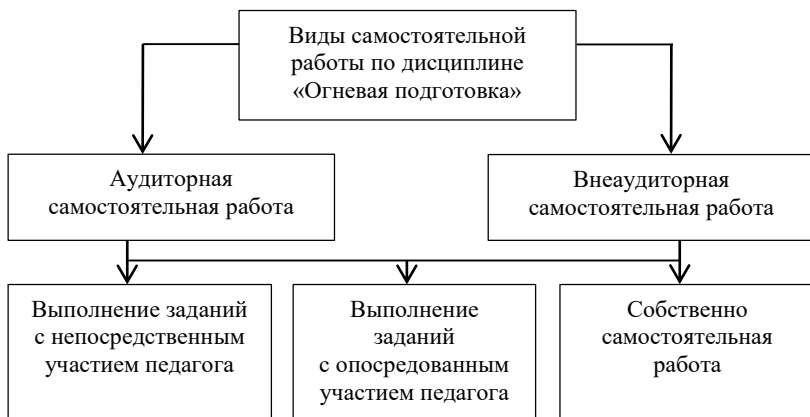 Виды самостоятельной
работы по дисциплине
«Огневая подготовка»
Аудиторная
самостоятельная работа
Внеаудиторная
самостоятельная работа
Выполнение заданий
с непосредственным
участием педагога
Выполнение
заданий
с опосредованным
участием педагога
Собственно
самостоятельная
работа